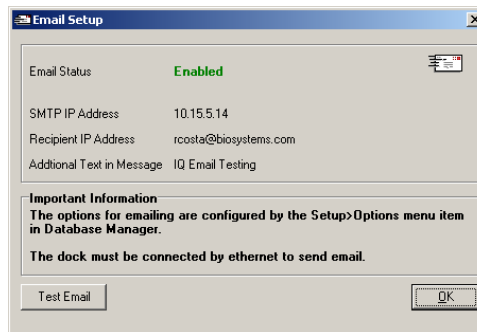 Email Setup
Email Status Enabled
SMTP IP Address 10.15.5.14
Recipient IP Address rcosta@biosystems.com
Addtional Text in Message IQ Email Testing
Important Information
The options for emailing are configured by the Setup>Options menu item
in Database Manager.
The dock must be connected by ethernet to send email.
Test Email OK